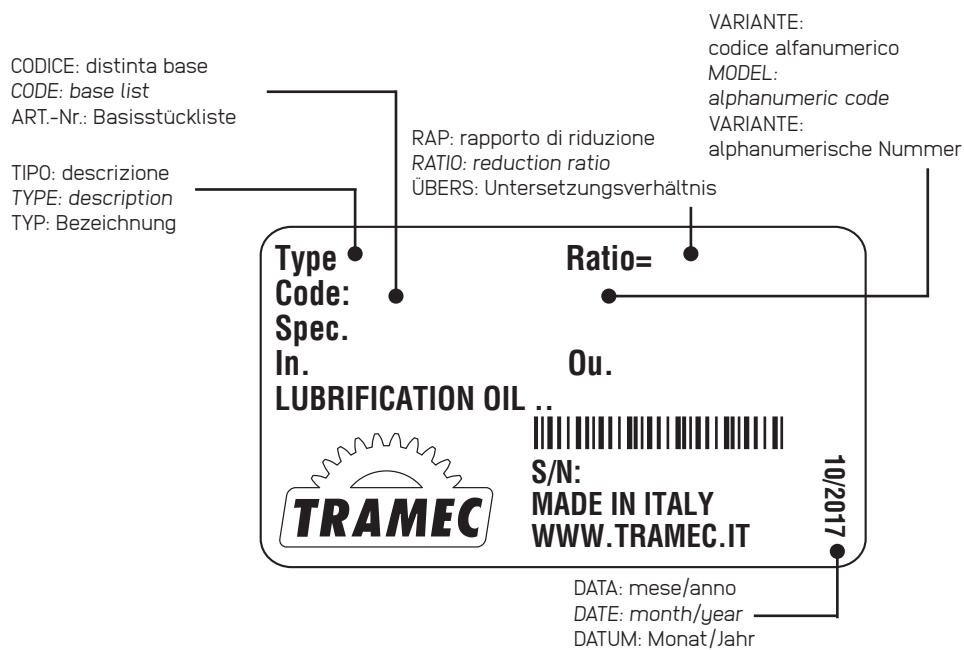 VARIANTE:
codice alfanumerico
MODEL:
alphanumeric code
VARIANTE:
alphanumerische Nummer
CODICE: distinta base
CODE: base list
ART.-Nr.: Basisstückliste
RAP: rapporto di riduzione
RATIO: reduction ratio
ÜBERS: Untersetzungsverhältnis
TIPO: descrizione
TYPE: description
TYP: Bezeichnung
Type
Ratio=
Code:
Spec.
In.
Ou.
LUBRIFICATION OIL ..
TRAMEC
S/N:
MADE IN ITALY
WWW.TRAMEC.IT
10/2017
DATA: mese/anno
DATE: month/year
DATUM: Monat/Jahr